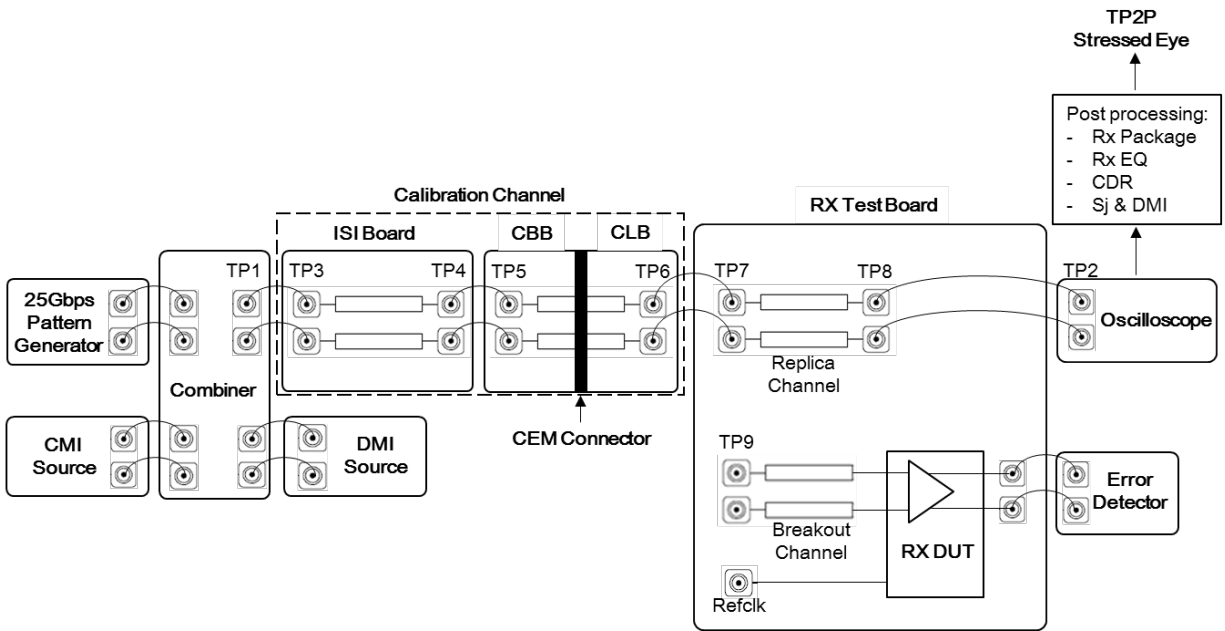 TP2P
Stressed Eye
Post processing:
- Rx Package
- Rx EQ
- CDR
- Sj & DMI
Calibration Channel
RX Test Board
ISI Board
CBB
CLB
TP1
TP3
TP4
TP5
TP6
TP7
TP8
TP2
25Gbps
Pattern
Generator
Oscilloscope
Combiner
Replica
Channel
CEM Connector
CMI
Source
DMI
Source
TP9
Error
Detector
Breakout
Channel
RX DUT
Refclk